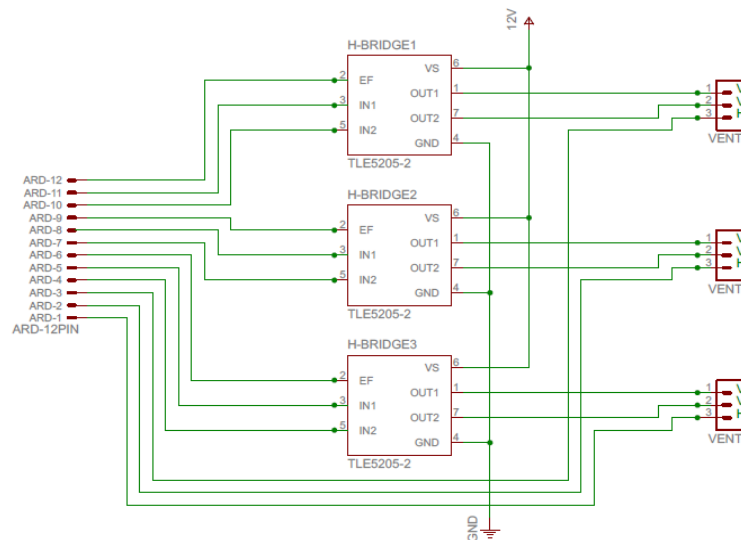 12V
H-BRIDGE1
2 EF VS 6
3 IN1 OUT1 1
5 IN2 OUT2 7
GND 4
TLE5205-2
1 V
2 V
3 H
VENT
ARD-12
ARD-11
ARD-10
ARD-9
ARD-8
ARD-7
ARD-6
ARD-5
ARD-4
ARD-3
ARD-2
ARD-1
ARD-12PIN
H-BRIDGE2
2 EF VS 6
3 IN1 OUT1 1
5 IN2 OUT2 7
GND 4
TLE5205-2
1 V
2 V
3 H
VENT
H-BRIDGE3
2 EF VS 6
3 IN1 OUT1 1
5 IN2 OUT2 7
GND 4
TLE5205-2
1 V
2 V
3 H
VENT
GND